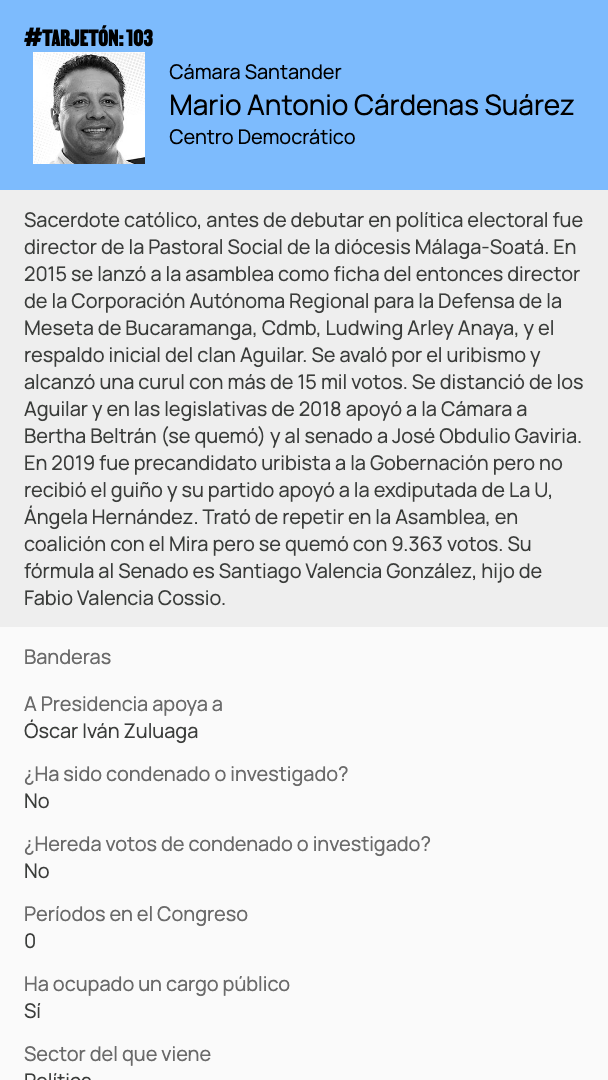 #TARJETÓN: 103
Cámara Santander
Mario Antonio Cárdenas Suárez
Centro Democrático
Sacerdote católico, antes de debutar en política electoral fue
director de la Pastoral Social de la diócesis Málaga-Soatá. En
2015 se lanzó a la asamblea como ficha del entonces director
de la Corporación Autónoma Regional para la Defensa de la
Meseta de Bucaramanga, Cdmb, Ludwing Arley Anaya, y el
respaldo inicial del clan Aguilar. Se avaló por el uribismo y
alcanzó una curul con más de 15 mil votos. Se distanció de los
Aguilar y en las legislativas de 2018 apoyó a la Cámara a
Bertha Beltrán (se quemó) y al senado a José Obdulio Gaviria.
En 2019 fue precandidato uribista a la Gobernación pero no
recibió el guiño y su partido apoyó a la exdiputada de La U,
Ángela Hernández. Trató de repetir en la Asamblea, en
coalición con el Mira pero se quemó con 9.363 votos. Su
fórmula al Senado es Santiago Valencia González, hijo de
Fabio Valencia Cossio.
Banderas
A Presidencia apoya a
Óscar Iván Zuluaga
¿Ha sido condenado o investigado?
No
¿Hereda votos de condenado o investigado?
No
Períodos en el Congreso
0
Ha ocupado un cargo público
Sí
Sector del que viene
Política